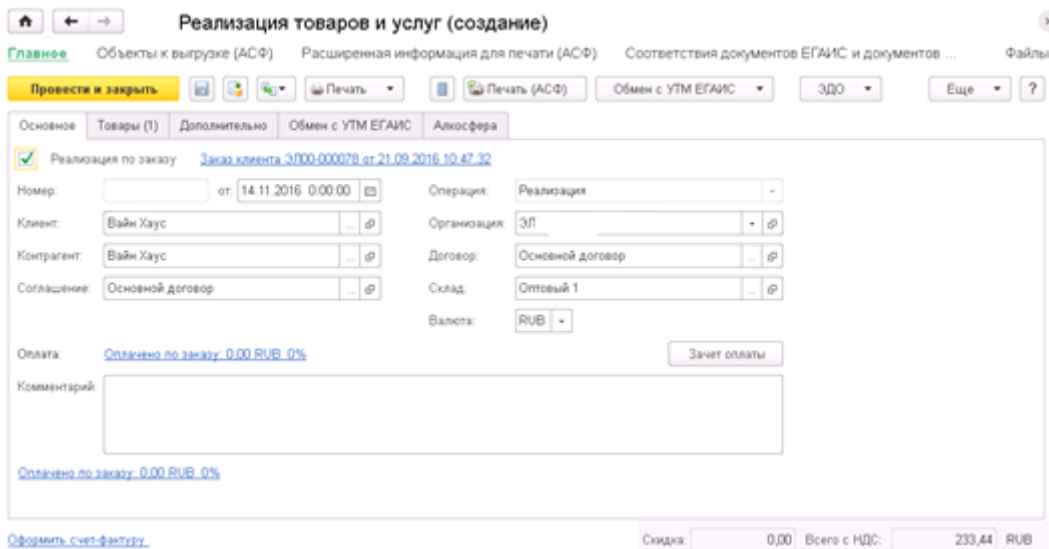 Реализация товаров и услуг (создание)
Главное Объекты к выгрузке (АСФ) Расширенная информация для печати (АСФ) Соответствия документов ЕГАИС и документов ... Файлы
Провести и закрыть Печать Печать (АСФ) Обмен с УТМ ЕГАИС ЭДО Еще ?
Основное Товары (1) Дополнительно Обмен с УТМ ЕГАИС Алкосфера
Реализация по заказу Заказ клиента ЭЛ00-000078 от 21.09.2016 10:47:32
Номер: от: 14.11.2016 0:00:00 Операция: Реализация
Клиент: Вайн Хаус Организация: ЭЛ
Контрагент: Вайн Хаус Договор: Основной договор
Соглашение: Основной договор Склад: Оптовый 1
Валюта: RUB
Оплата: Оплачено по заказу: 0,00 RUB 0% Зачет оплаты
Комментарий:
Оплачено по заказу: 0,00 RUB 0%
Оформить счет-фактуру Скидка: 0,00 Всего с НДС: 233,44 RUB